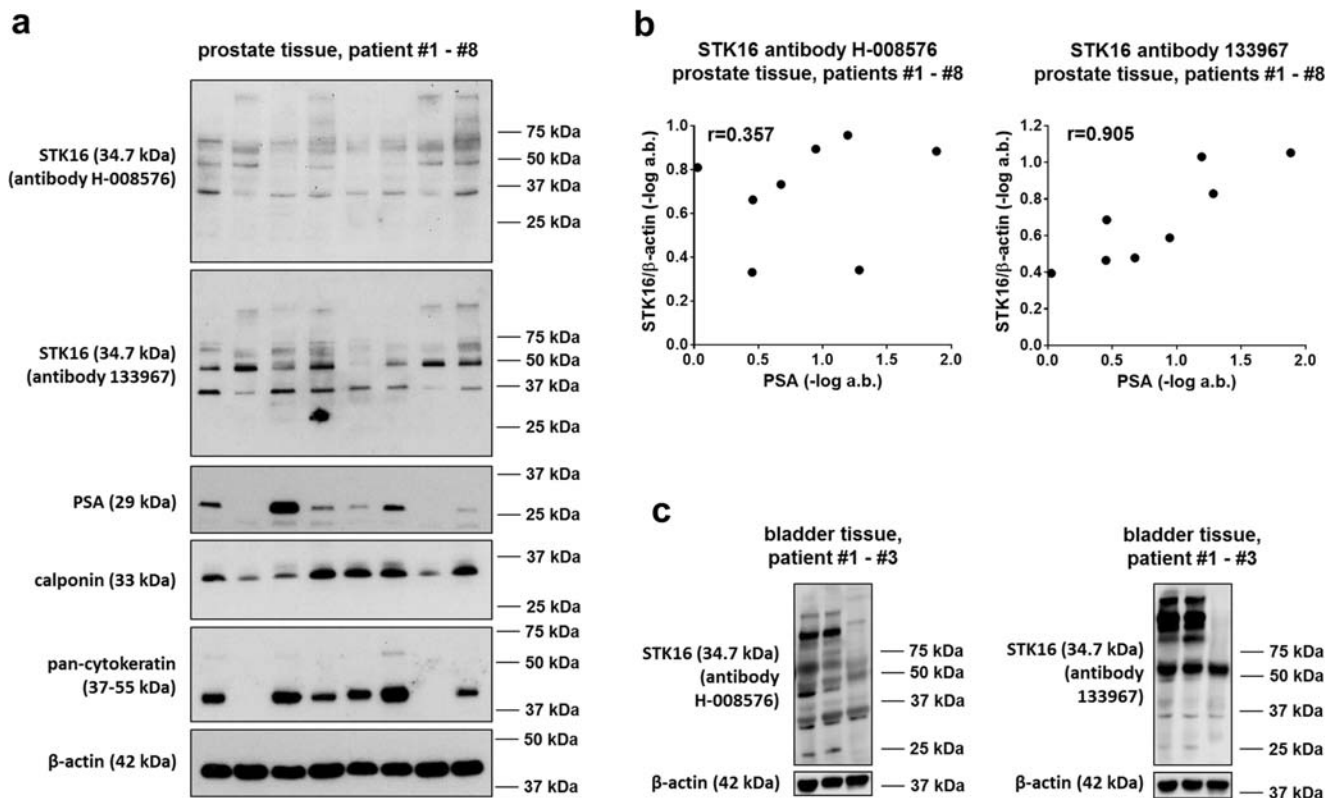 a
prostate tissue, patient #1 - #8
STK16 (34.7 kDa)
(antibody H-008576)
75 kDa
50 kDa
37 kDa
25 kDa
STK16 (34.7 kDa)
(antibody 133967)
75 kDa
50 kDa
37 kDa
25 kDa
PSA (29 kDa)
37 kDa
25 kDa
calponin (33 kDa)
37 kDa
25 kDa
pan-cytokeratin
(37-55 kDa)
75 kDa
50 kDa
37 kDa
β-actin (42 kDa)
50 kDa
37 kDa
b
STK16 antibody H-008576
prostate tissue, patients #1 - #8
r=0.357
STK16/β-actin (-log a.b.)
1.0
0.8
0.6
0.4
0.2
0.0
0.5
1.0
1.5
2.0
PSA (-log a.b.)
STK16 antibody 133967
prostate tissue, patients #1 - #8
r=0.905
STK16/β-actin (-log a.b.)
1.2
1.0
0.8
0.6
0.4
0.2
0.0
0
0.5
1.0
1.5
2.0
PSA (-log a.b.)
c
bladder tissue,
patient #1 - #3
STK16 (34.7 kDa)
(antibody
H-008576)
75 kDa
50 kDa
37 kDa
25 kDa
β-actin (42 kDa)
37 kDa
bladder tissue,
patient #1 - #3
STK16 (34.7 kDa)
(antibody
133967)
75 kDa
50 kDa
37 kDa
25 kDa
β-actin (42 kDa)
37 kDa